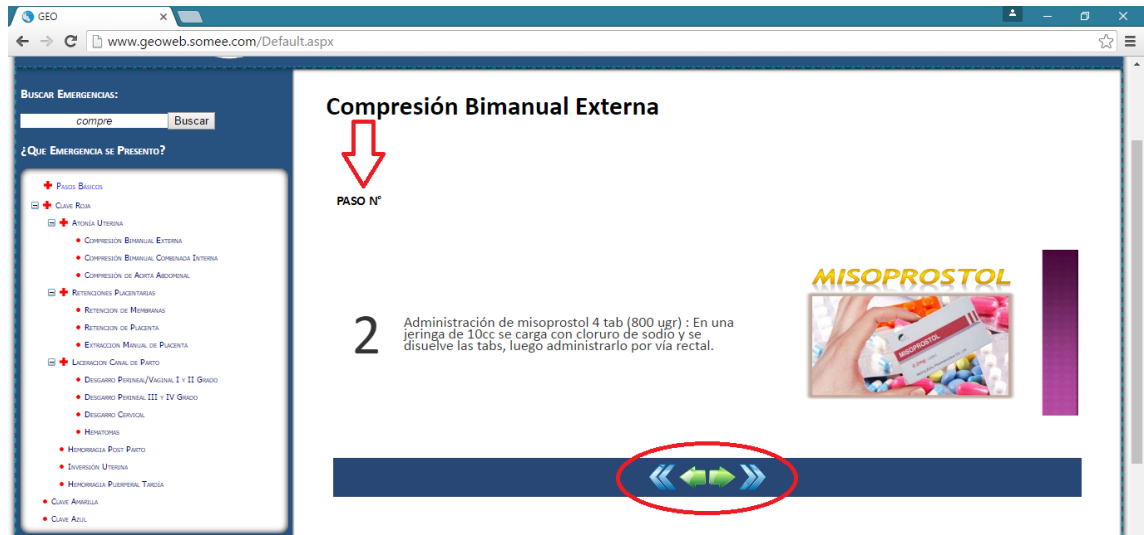 GEO
www.geoweb.somee.com/Default.aspx
Buscar Emergencias:
compre
Buscar
¿Que Emergencia se Presento?
Pasos Básicos
Clave Roja
Atonía Uterina
Compresión Bimanual Externa
Compresión Bimanual Combinada Interna
Compresión de Aorta Abdominal
Retenciones Placentarias
Retencion de Membranas
Retencion de Placenta
Extraccion Manual de Placenta
Laceracion Canal de Parto
Desgarro Perineal/Vaginal I y II Grado
Desgarro Perineal III y IV Grado
Desgarro Cervical
Hematomas
Hemorragia Post Parto
Inversión Uterina
Hemorragia Puerperal Tardía
Clave Amarilla
Clave Azul
Compresión Bimanual Externa
PASO N°
2
Administración de misoprostol 4 tab (800 ugr) : En una
jeringa de 10cc se carga con cloruro de sodio y se
disuelve las tabs, luego administrarlo por vía rectal.
MISOPROSTOL
MISOPROSTOL